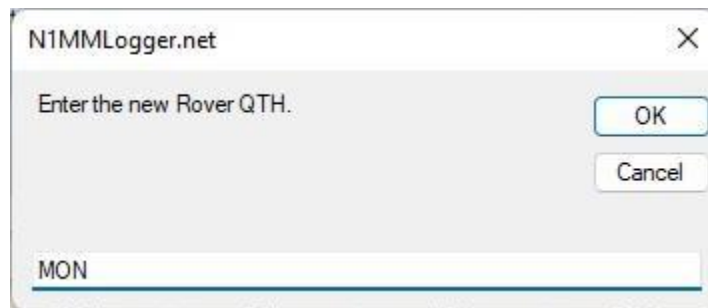 N1MMLogger.net
Enter the new Rover QTH.
OK
Cancel
MON